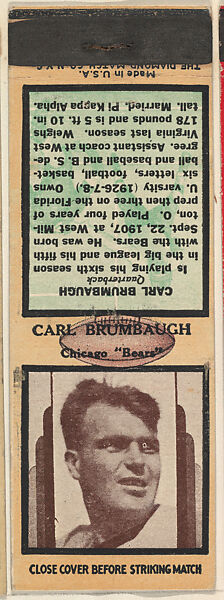 CARL BRUMBAUGH
Quarterback
Is playing his sixth season
in the big league and his fifth
with the Bears. He was born
Sept. 22, 1907, at West Mil-
ton, O. Played four years of
prep then three on the Florida
U. varsity (1926-7-8.) Owns
six letters, football, basket-
ball and baseball and B. S. de-
gree. Assistant coach at West
Virginia last season. Weighs
178 pounds and is 5 ft. 10 in.
tall. Married. Pi Kappa Alpha.
Made in U.S.A.
THE DIAMOND MATCH CO. N.Y.C.
CARL BRUMBAUGH
Chicago "Bears"
CLOSE COVER BEFORE STRIKING MATCH